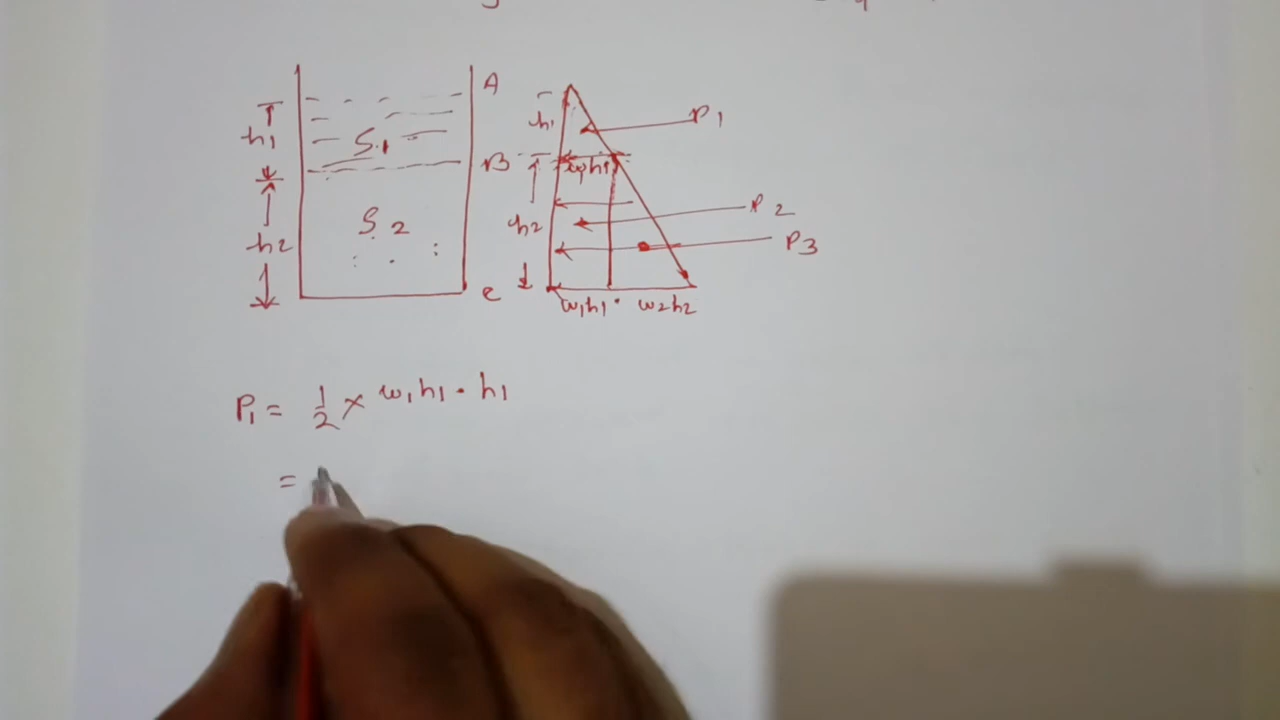 A
h1
S1
h1
P1
B
w1h1
S2
P2
h2
h2
P3
C
w1h1 · w2h2
P1 = 1/2 × w1h1 · h1
=